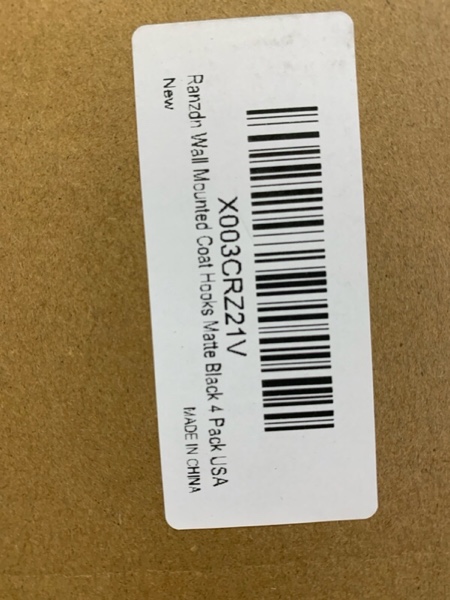 X003CRZ21V
Ranzdn Wall Mounted Coat Hooks Matte Black 4 Pack USA
New
MADE IN CHINA